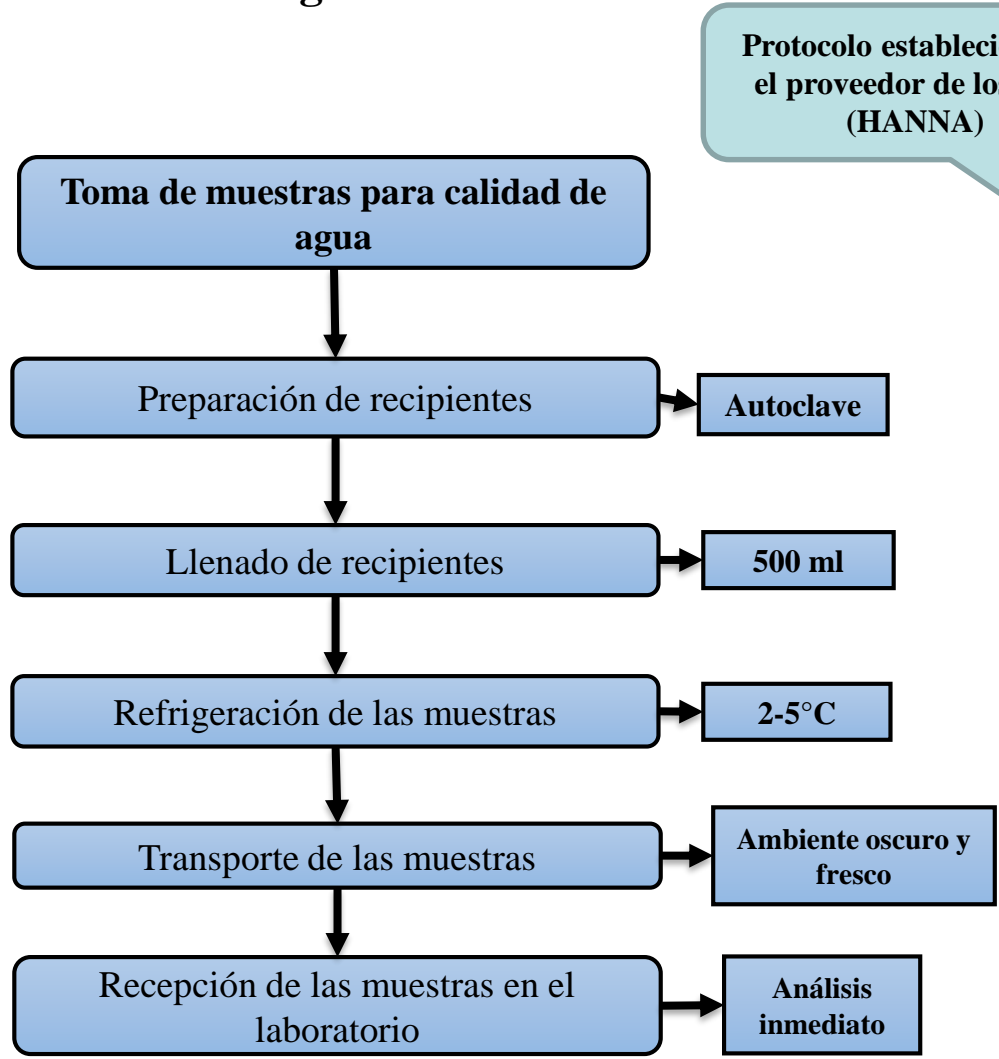 Protocolo
el proveedor de
(HANNA)
Toma de muestras para calidad de
agua
Preparación de recipientes
Autoclave
Llenado de recipientes
500 ml
Refrigeración de las muestras
2-5°C
Transporte de las muestras
Ambiente oscuro y
fresco
Recepción de las muestras en el
laboratorio
Análisis
inmediato